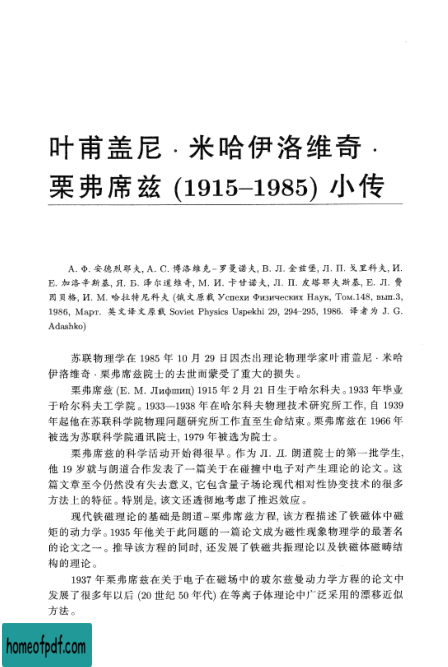 叶甫盖尼 · 米哈伊洛维奇 ·
栗弗席兹 (1915–1985) 小传
А. Ф. 安德烈耶夫, А. С. 博洛维克–罗曼诺夫, В. Л. 金兹堡, Л. П. 戈里科夫, И.
Е. 加洛辛斯基, Я. Б. 泽尔道维奇, М. И. 卡甘诺夫, Л. П. 皮塔耶夫斯基, Е. Л. 费
因贝格, И. М. 哈拉特尼科夫 (俄文原载 Успехи Физических Наук, Том.148, вып.3,
1986, Март. 英文译文原载 Soviet Physics Uspekhi 29, 294–295, 1986. 译者为 J. G.
Adashko)
苏联物理学在 1985 年 10 月 29 日因杰出理论物理学家叶甫盖尼 · 米哈
伊洛维奇 · 栗弗席兹院士的去世而蒙受了重大的损失。
栗弗席兹 (Е. М. Лифшиц) 1915 年 2 月 21 日生于哈尔科夫。1933 年毕业
于哈尔科夫工学院。1933—1938 年在哈尔科夫物理技术研究所工作, 自 1939
年起他在苏联科学院物理问题研究所工作直至生命结束。栗弗席兹在 1966 年
被选为苏联科学院通讯院士, 1979 年被选为院士。
栗弗席兹的科学活动开始得很早。作为 Л. Д. 朗道院士的第一批学生,
他 19 岁就与朗道合作发表了一篇关于在碰撞中电子对产生理论的论文。这
篇文章至今仍然没有失去意义, 它包含量子场论现代相对性协变技术的很多
方法上的特征。特别是, 该文还透彻地考虑了推迟效应。
现代铁磁理论的基础是朗道–栗弗席兹方程, 该方程描述了铁磁体中磁
矩的动力学。1935 年他关于此问题的一篇论文成为磁性现象物理学的最著名
的论文之一。推导该方程的同时, 还发展了铁磁共振理论以及铁磁体磁畴结
构的理论。
1937 年栗弗席兹在关于电子在磁场中的玻尔兹曼动力学方程的论文中
发展了很多年以后 (20 世纪 50 年代) 在等离子体理论中广泛采用的漂移近似
方法。
homeofpdf.com